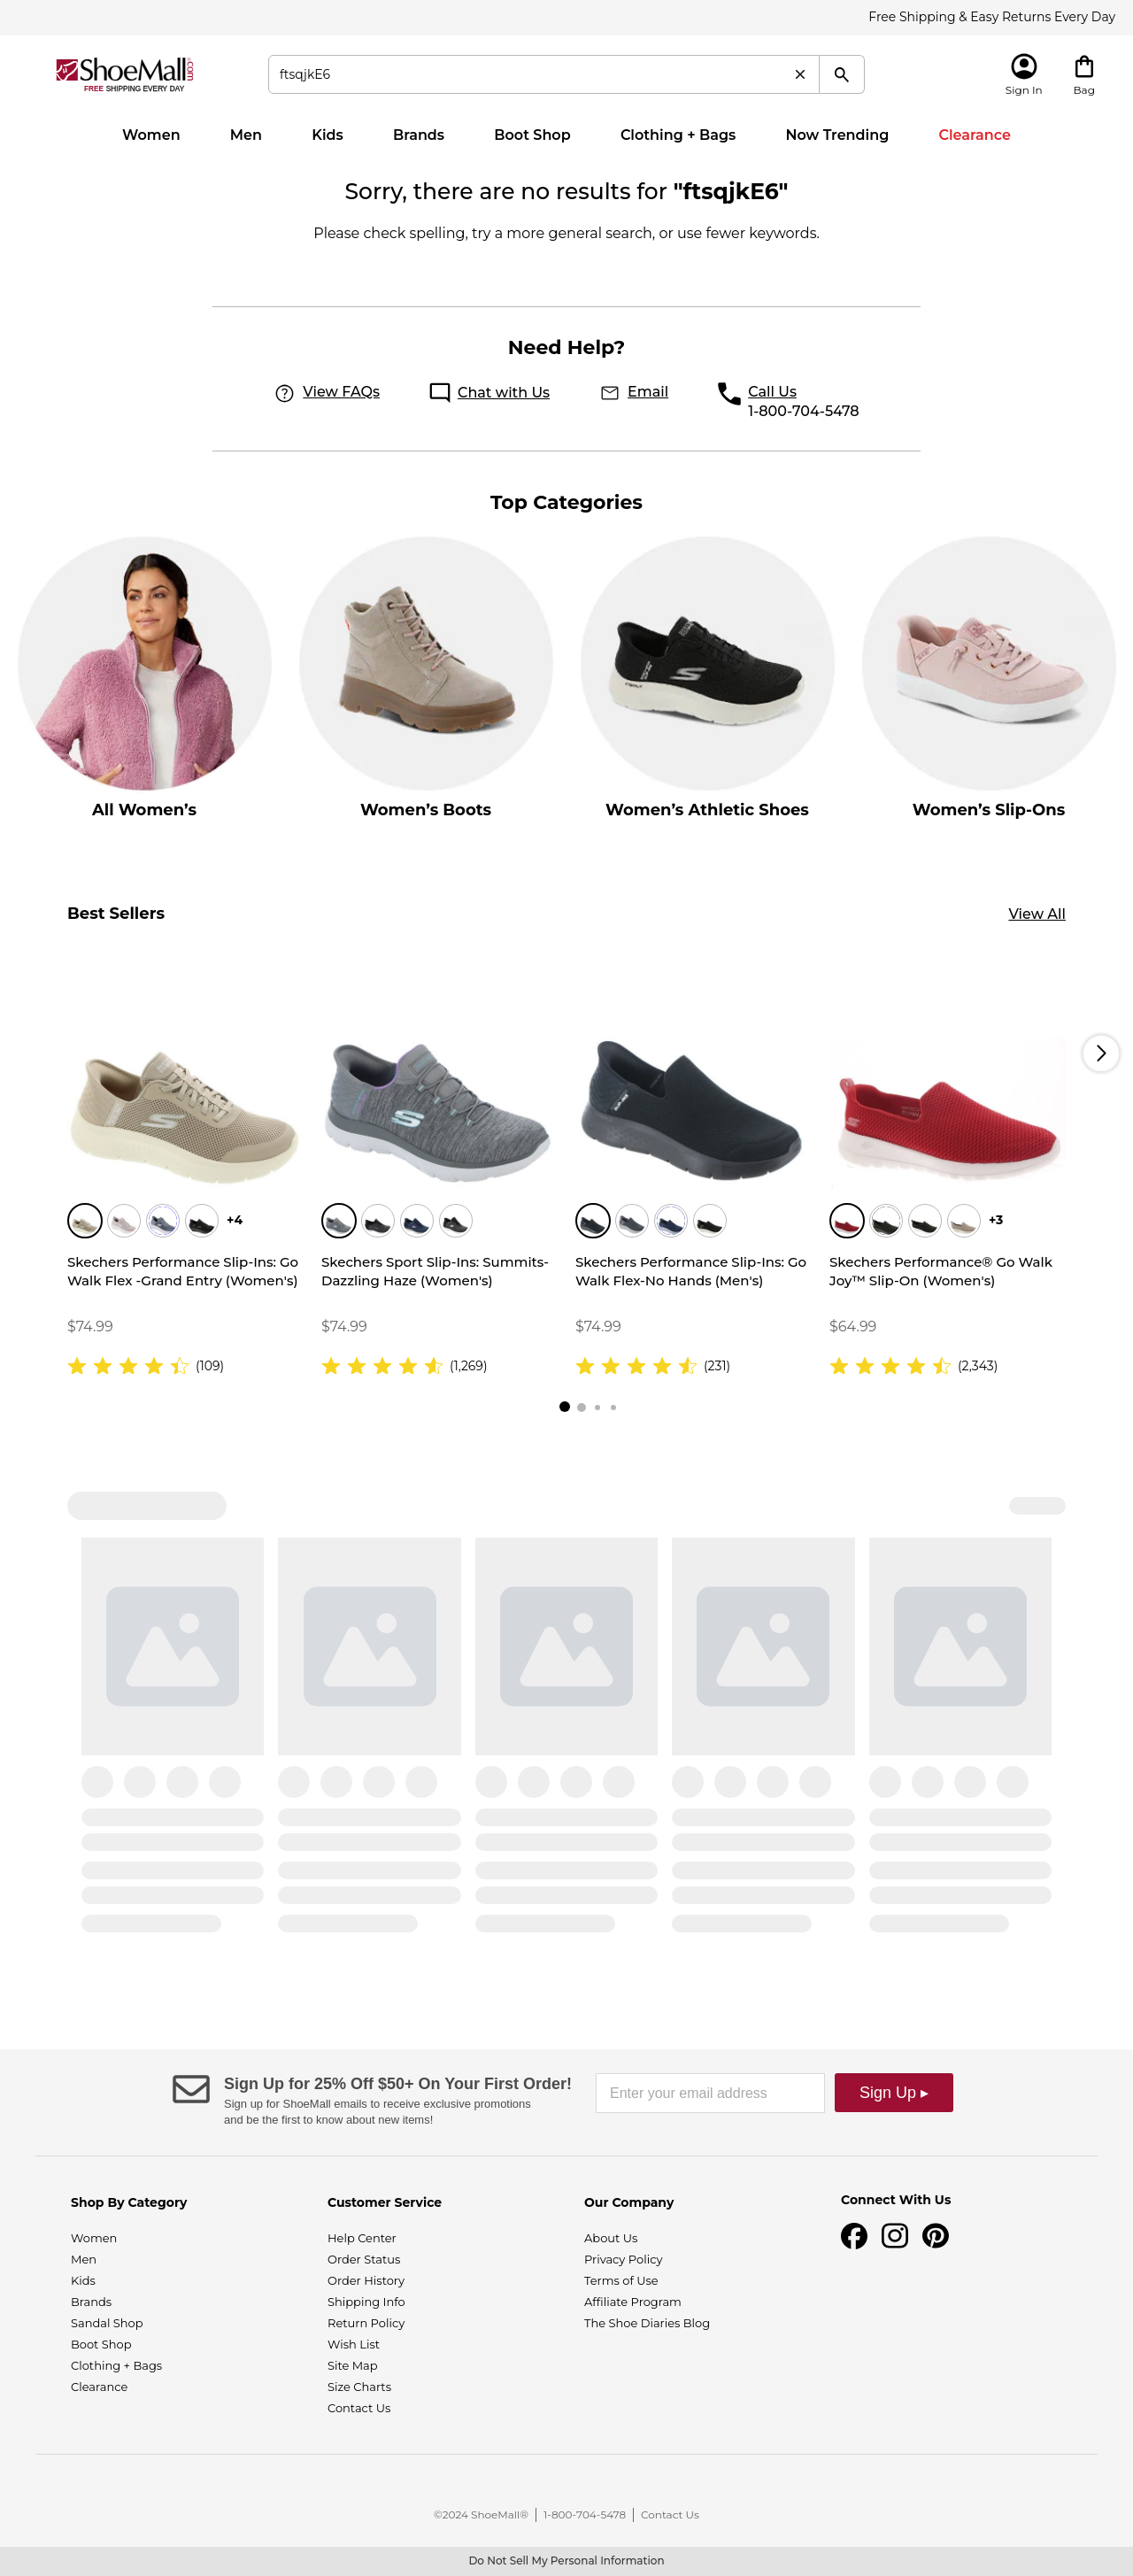 Free Shipping & Easy Returns Every Day
ShoeMall.com
FREE SHIPPING EVERY DAY
ftsqjkE6
Sign In
Bag
Women
Men
Kids
Brands
Boot Shop
Clothing + Bags
Now Trending
Clearance
Sorry, there are no results for "ftsqjkE6"
Please check spelling, try a more general search, or use fewer keywords.
Need Help?
View FAQs
Chat with Us
Email
Call Us
1-800-704-5478
Top Categories
All Women’s
Women’s Boots
Women’s Athletic Shoes
Women’s Slip-Ons
Best Sellers
View All
+4
Skechers Performance Slip-Ins: Go
Walk Flex -Grand Entry (Women's)
$74.99
(109)
Skechers Sport Slip-Ins: Summits-
Dazzling Haze (Women's)
$74.99
(1,269)
Skechers Performance Slip-Ins: Go
Walk Flex-No Hands (Men's)
$74.99
(231)
+3
Skechers Performance® Go Walk
Joy™ Slip-On (Women's)
$64.99
(2,343)
Sign Up for 25% Off $50+ On Your First Order!
Sign up for ShoeMall emails to receive exclusive promotions
and be the first to know about new items!
Enter your email address
Sign Up ▸
Shop By Category
Women
Men
Kids
Brands
Sandal Shop
Boot Shop
Clothing + Bags
Clearance
Customer Service
Help Center
Order Status
Order History
Shipping Info
Return Policy
Wish List
Site Map
Size Charts
Contact Us
Our Company
About Us
Privacy Policy
Terms of Use
Affiliate Program
The Shoe Diaries Blog
Connect With Us
©2024 ShoeMall® | 1-800-704-5478 | Contact Us
Do Not Sell My Personal Information